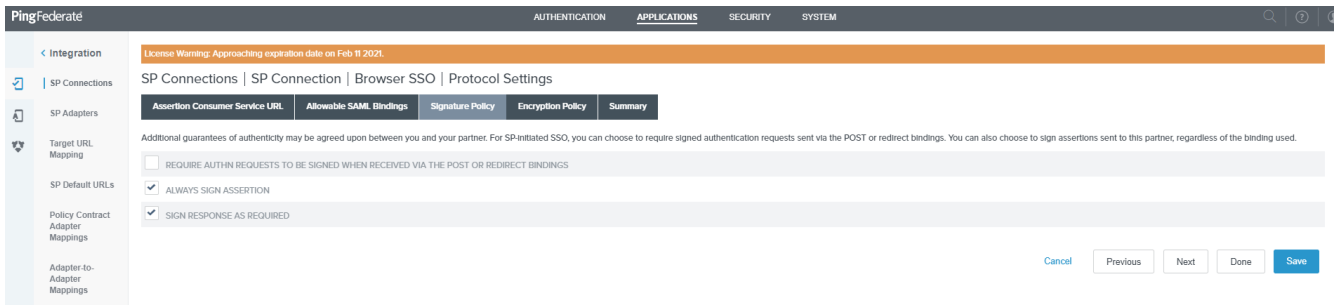 PingFederate
AUTHENTICATION APPLICATIONS SECURITY SYSTEM
Integration
SP Connections
SP Adapters
Target URL
Mapping
SP Default URLs
Policy Contract
Adapter
Mappings
Adapter-to-
Adapter
Mappings
License Warning: Approaching expiration date on Feb 11 2021.
SP Connections | SP Connection | Browser SSO | Protocol Settings
Assertion Consumer Service URL Allowable SAML Bindings Signature Policy Encryption Policy Summary
Additional guarantees of authenticity may be agreed upon between you and your partner. For SP-initiated SSO, you can choose to require signed authentication requests sent via the POST or redirect bindings. You can also choose to sign assertions sent to this partner, regardless of the binding used.
REQUIRE AUTHN REQUESTS TO BE SIGNED WHEN RECEIVED VIA THE POST OR REDIRECT BINDINGS
ALWAYS SIGN ASSERTION
SIGN RESPONSE AS REQUIRED
Cancel Previous Next Done Save